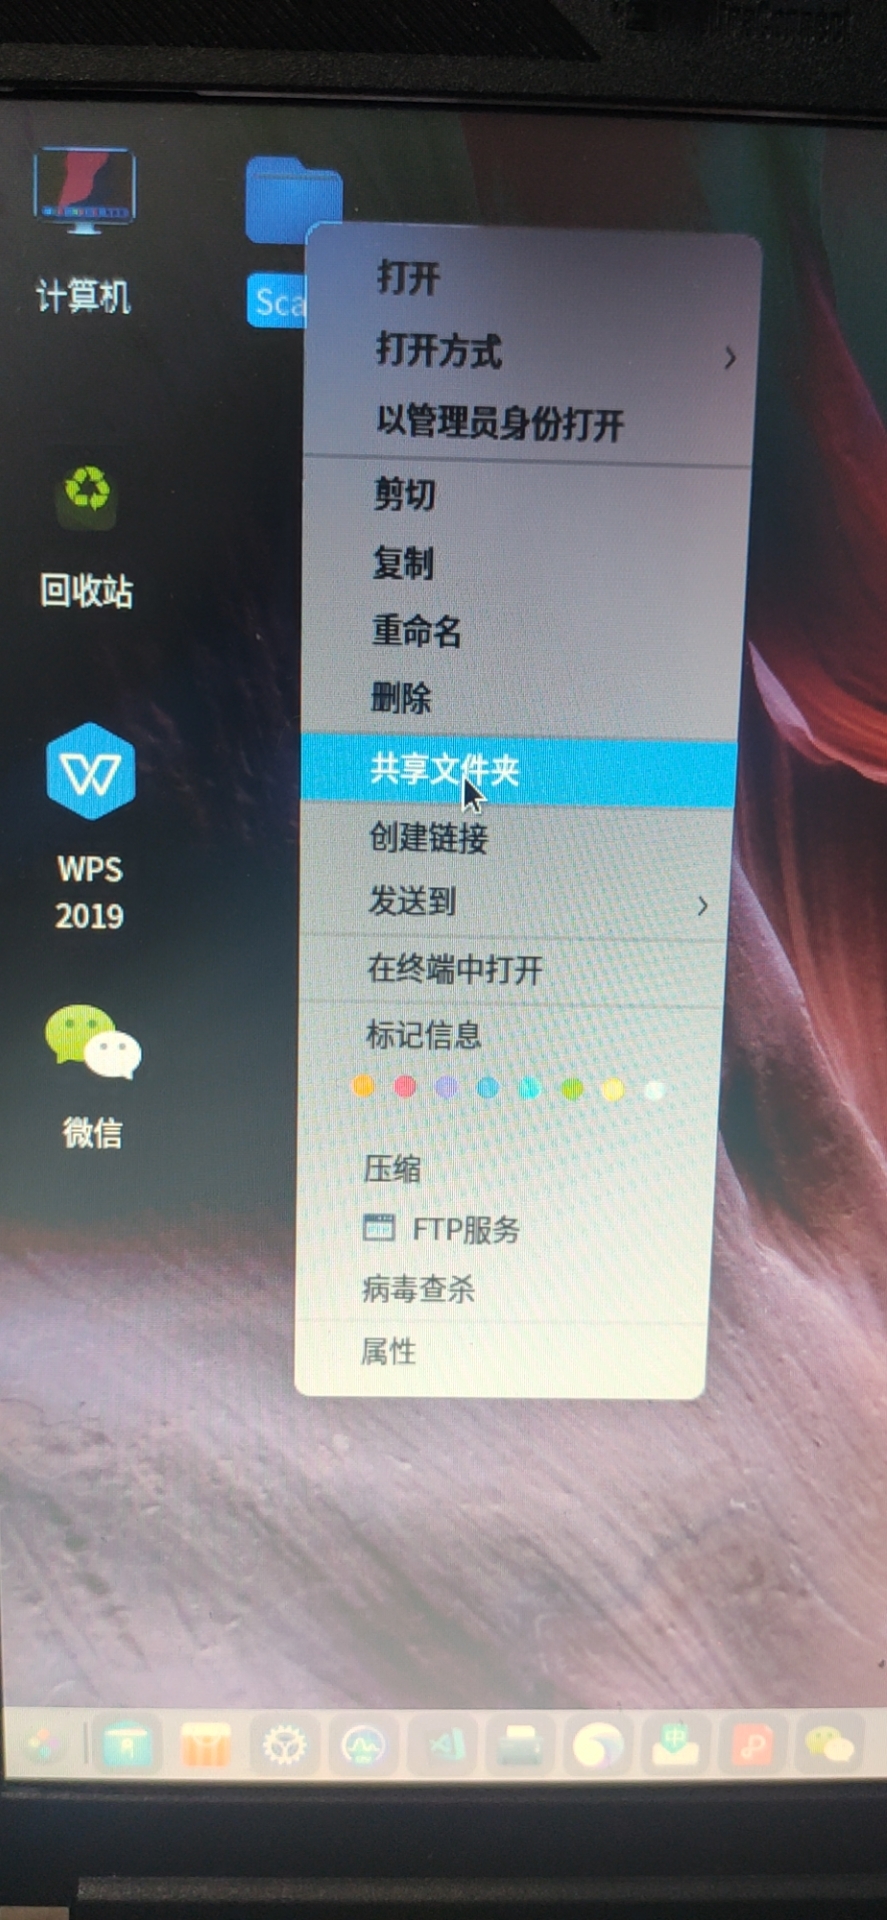 计算机
Sca
回收站
WPS
2019
微信
打开
打开方式
以管理员身份打开
剪切
复制
重命名
删除
共享文件夹
创建链接
发送到
在终端中打开
标记信息
压缩
FTP服务
病毒查杀
属性
中